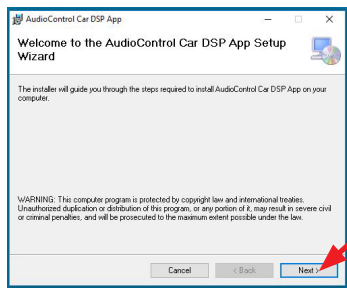 AudioControl Car DSP App
Welcome to the AudioControl Car DSP App Setup
Wizard
The installer will guide you through the steps required to install AudioControl Car DSP App on your
computer.
WARNING: This computer program is protected by copyright law and international treaties.
Unauthorized duplication or distribution of this program, or any portion of it, may result in severe civil
or criminal penalties, and will be prosecuted to the maximum extent possible under the law.
Cancel
< Back
Next >